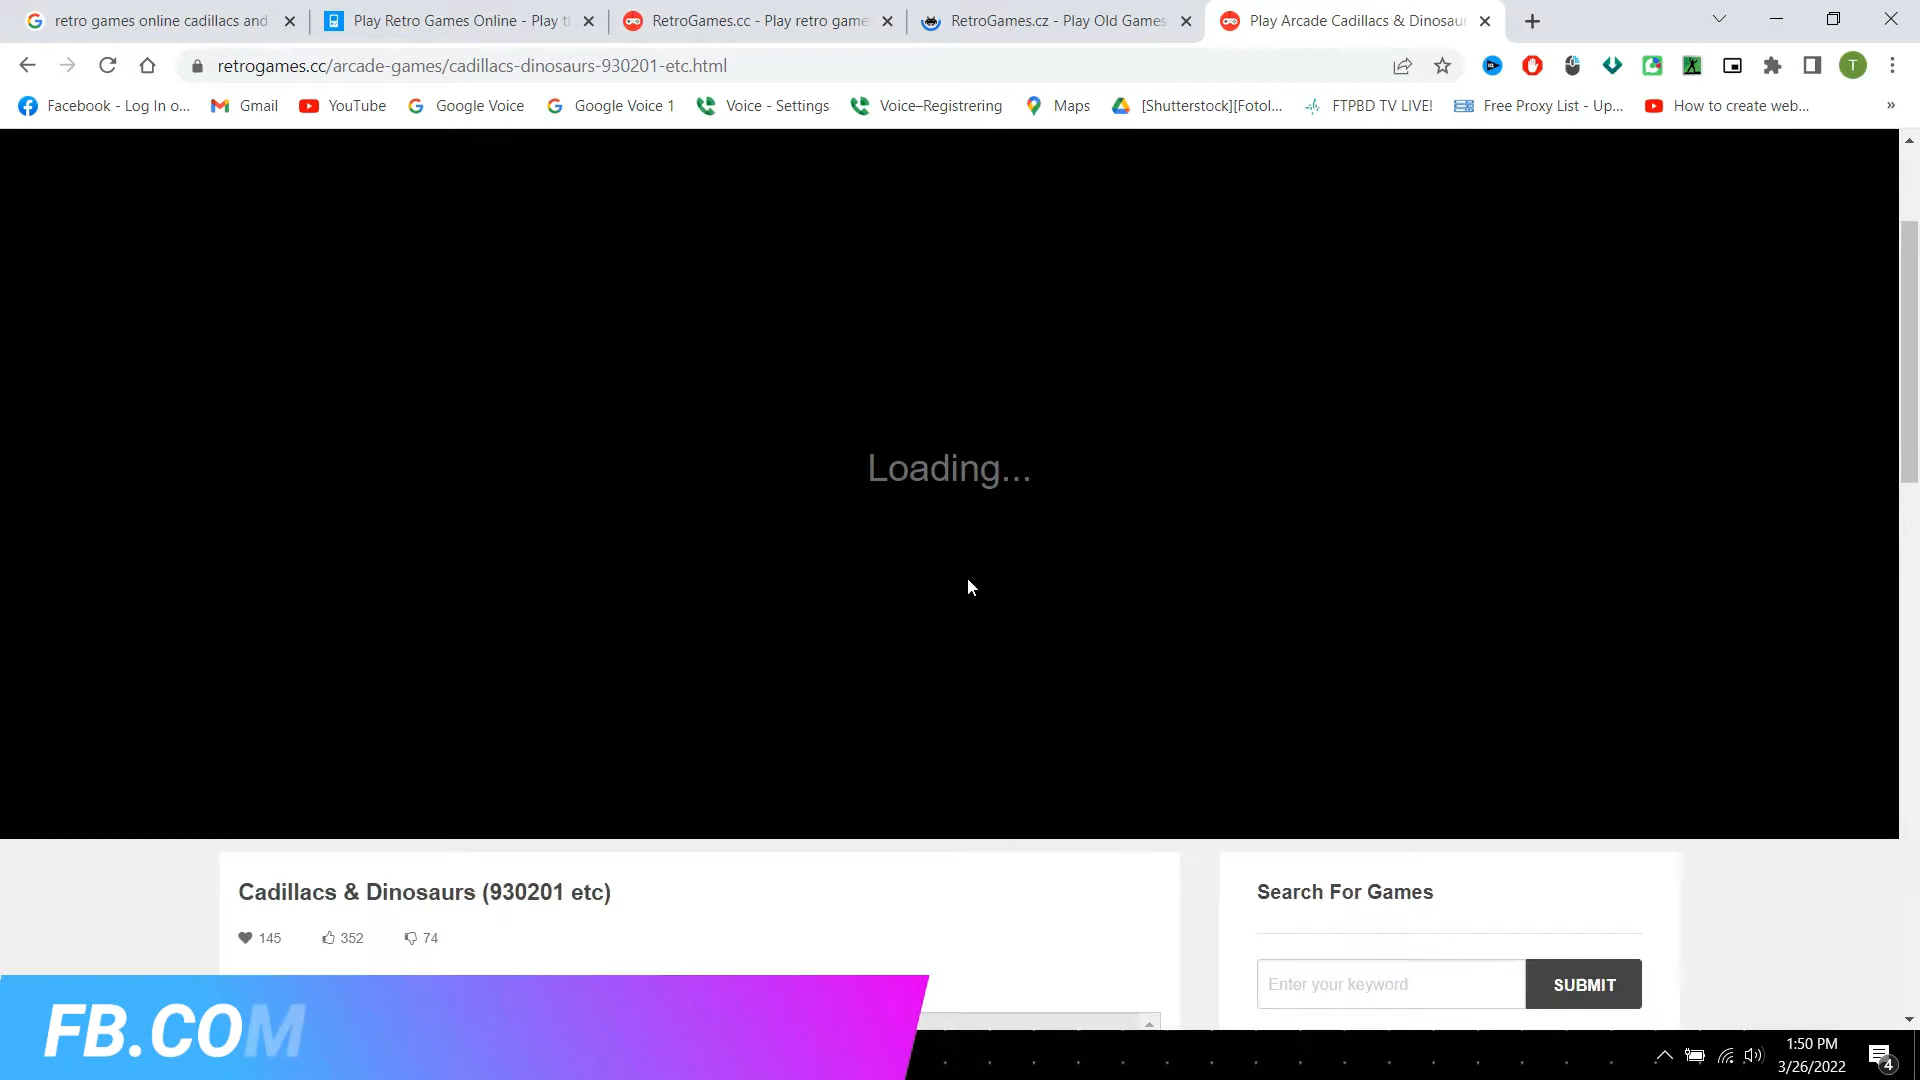 retro games online cadillacs and
Play Retro Games Online - Play t
RetroGames.cc - Play retro game
RetroGames.cz - Play Old Games
Play Arcade Cadillacs & Dinosaur
retrogames.cc/arcade-games/cadillacs-dinosaurs-930201-etc.html
T
Facebook - Log In o...
Gmail
YouTube
Google Voice
Google Voice 1
Voice - Settings
Voice–Registrering
Maps
[Shutterstock][Fotol...
FTPBD TV LIVE!
Free Proxy List - Up...
How to create web...
»
Loading...
Cadillacs & Dinosaurs (930201 etc)
145
352
74
Search For Games
Enter your keyword
SUBMIT
FB.COM
1:50 PM
3/26/2022
4